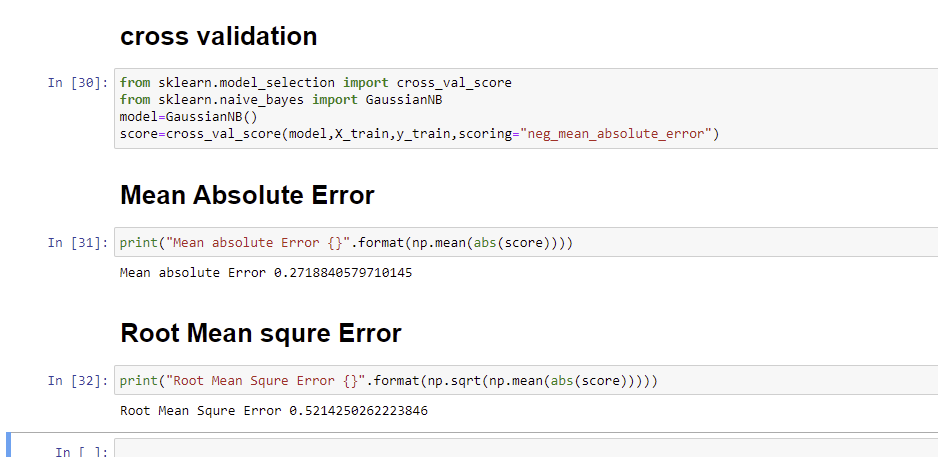 cross validation
In [30]: from sklearn.model_selection import cross_val_score
from sklearn.naive_bayes import GaussianNB
model=GaussianNB()
score=cross_val_score(model,X_train,y_train,scoring="neg_mean_absolute_error")
Mean Absolute Error
In [31]: print("Mean absolute Error {}".format(np.mean(abs(score))))
Mean absolute Error 0.2718840579710145
Root Mean squre Error
In [32]: print("Root Mean Squre Error {}".format(np.sqrt(np.mean(abs(score)))))
Root Mean Squre Error 0.5214250262223846
In [ ]: